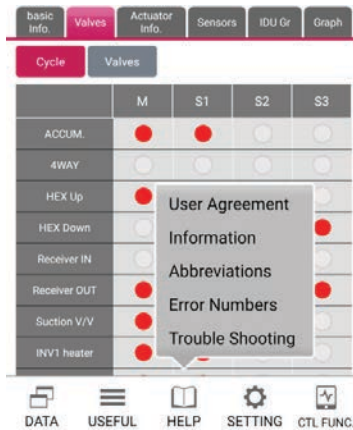 basic Info. Valves Actuator Info. Sensors IDU Gr Graph
Cycle Valves
M S1 S2 S3
ACCUM.
4WAY
HEX Up
HEX Down
Receiver IN
Receiver OUT
Suction V/V
INV1 heater
User Agreement
Information
Abbreviations
Error Numbers
Trouble Shooting
DATA USEFUL HELP SETTING CTL FUNC.